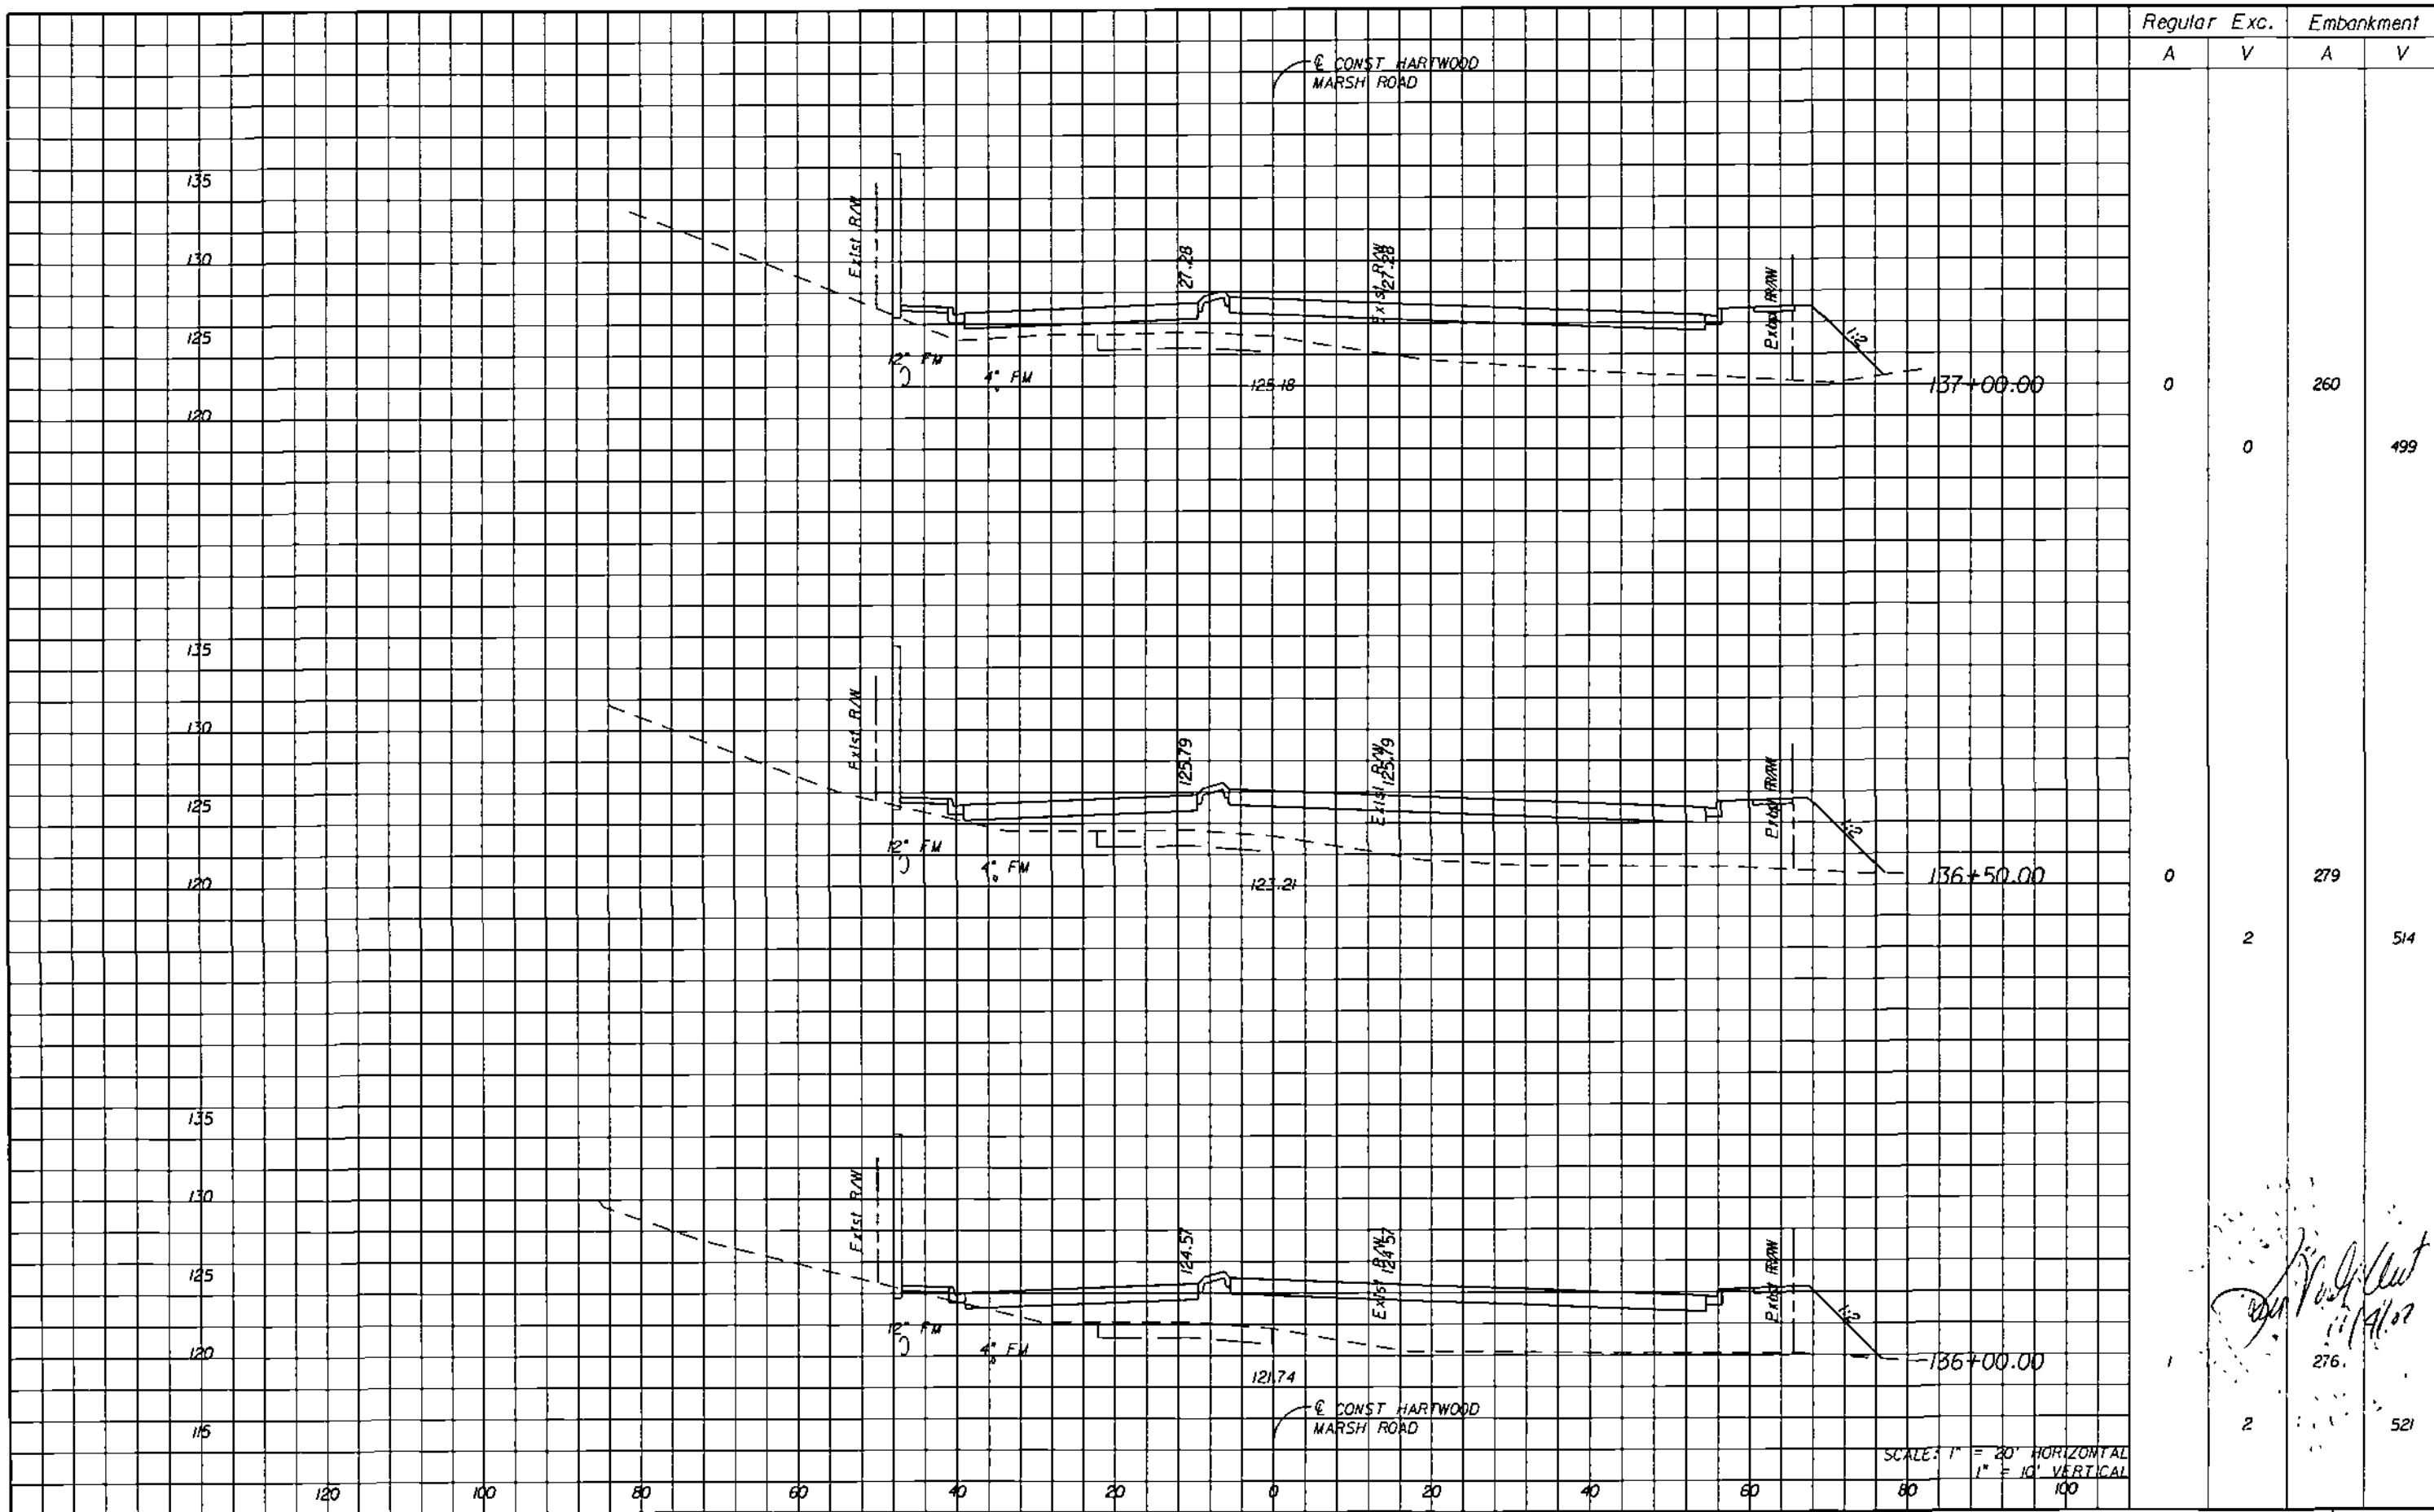 Regular Exc. Embankment
A V A V
℄ CONST HARTWOOD
MARSH ROAD
135
Exist R/W
130
27.28
Exist R/W
27.28
125
1:2
12" FM
4" FM
125.18
137+00.00
0 260
120
0 499
135
Exist R/W
130
125.79
Exist R/W
125.79
125
1:2
12" FM
4" FM
123.21
136+50.00
0 279
120
2 514
135
130
Exist R/W
124.57
Exist R/W
124.57
125
1:2
12" FM
4" FM
120
136+00.00
1 276
121.74
℄ CONST HARTWOOD
MARSH ROAD
115
2 521
SCALE: 1" = 20' HORIZONTAL
1" = 10' VERTICAL
120 100 80 60 40 20 0 20 40 60 80 100